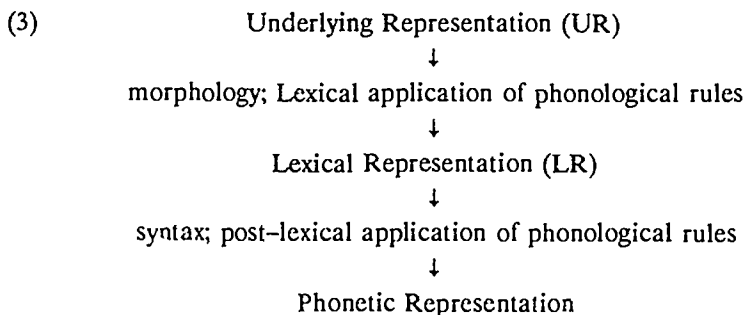 (3) Underlying Representation (UR)
↓
morphology; Lexical application of phonological rules
↓
Lexical Representation (LR)
↓
syntax; post-lexical application of phonological rules
↓
Phonetic Representation